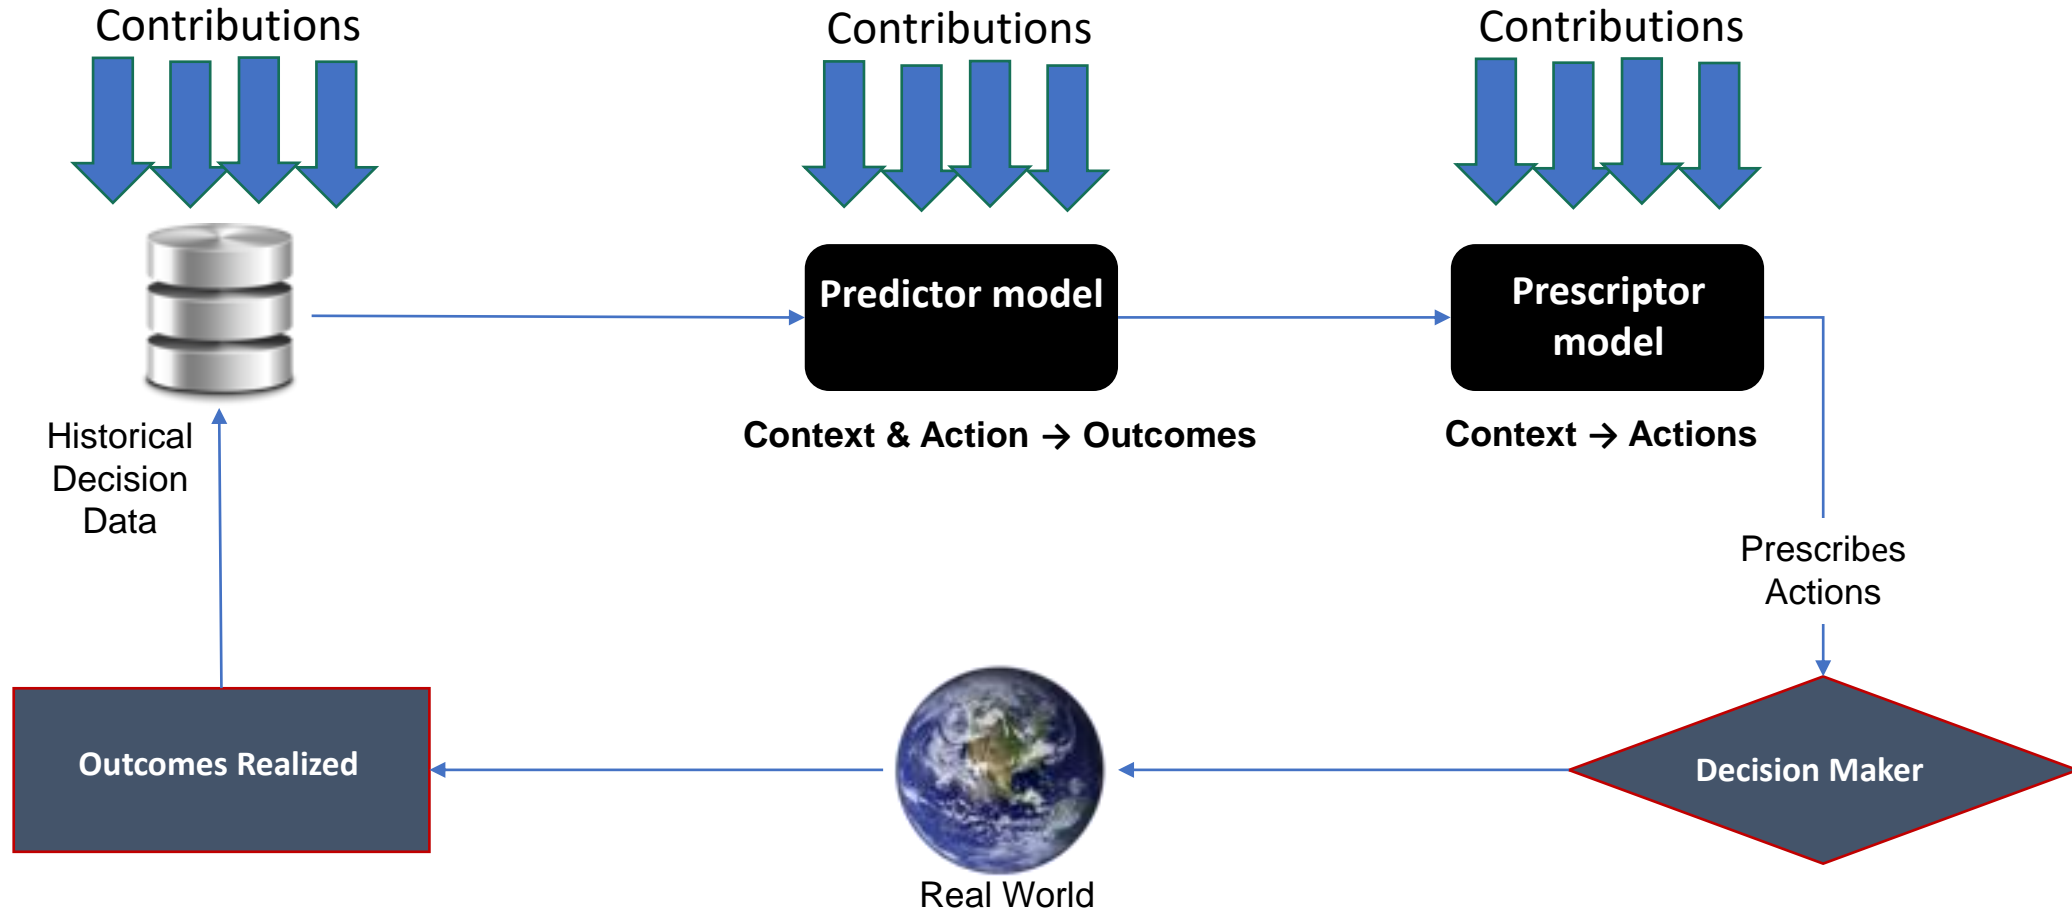 Contributions
Contributions
Contributions
Predictor model
Prescriptor
model
Historical
Decision
Data
Context & Action → Outcomes
Context → Actions
Prescribes
Actions
Outcomes Realized
Decision Maker
Real World